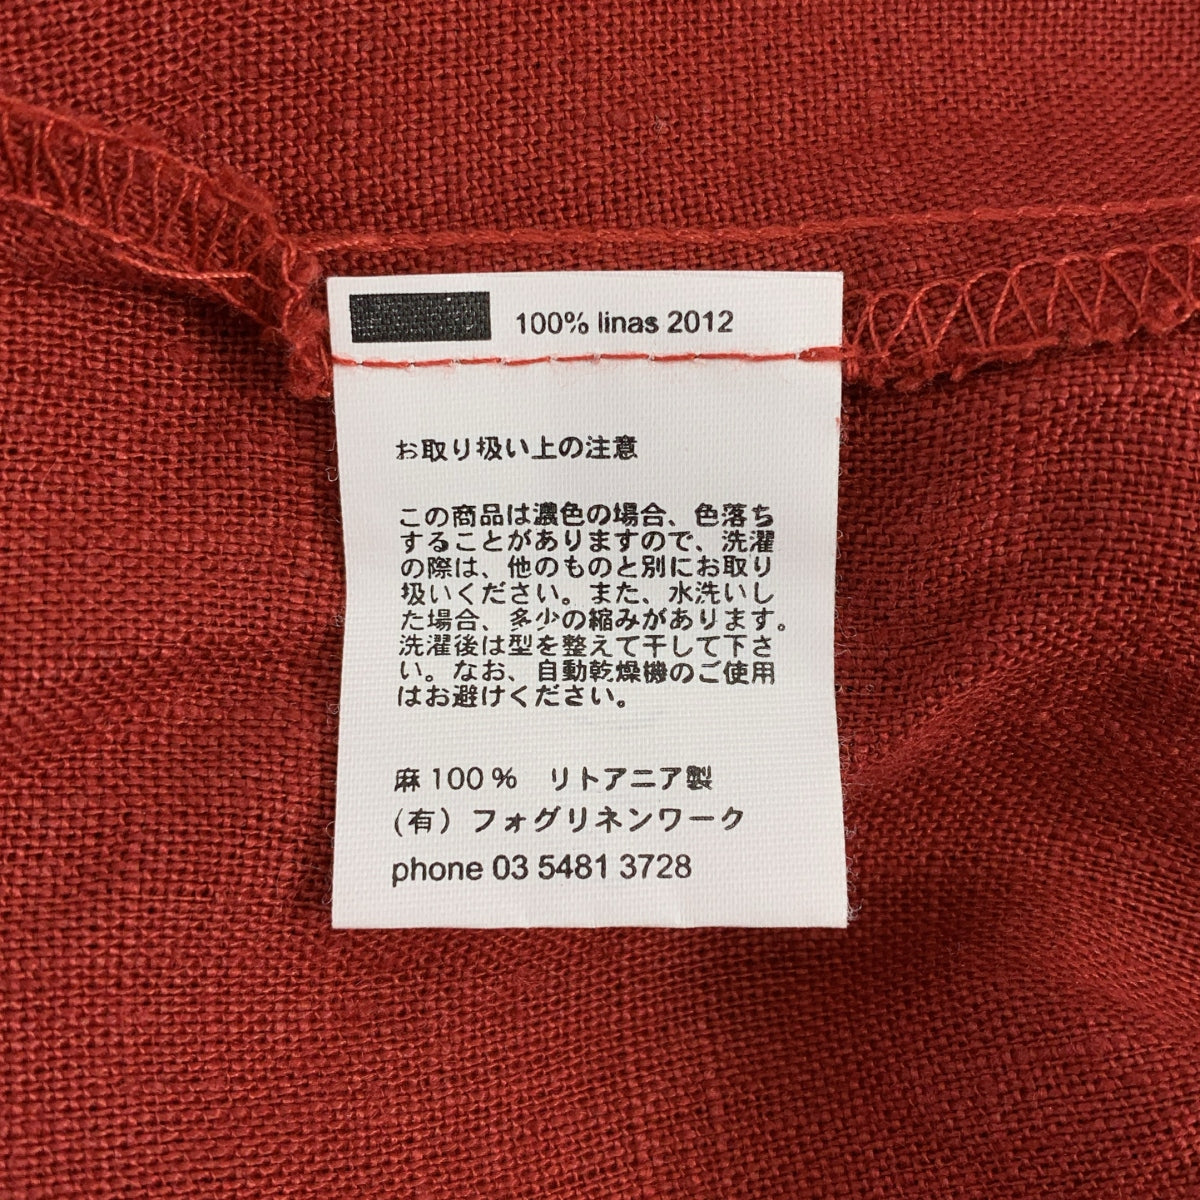 100% linas 2012
お取り扱い上の注意
この商品は濃色の場合、色落ち
することがありますので、洗濯
の際は、他のものと別にお取り
扱いください。また、水洗いし
た場合、多少の縮みがあります。
洗濯後は型を整えて干して下さ
い。なお、自動乾燥機のご使用
はお避けください。
麻100% リトアニア製
(有) フォグリネンワーク
phone 03 5481 3728